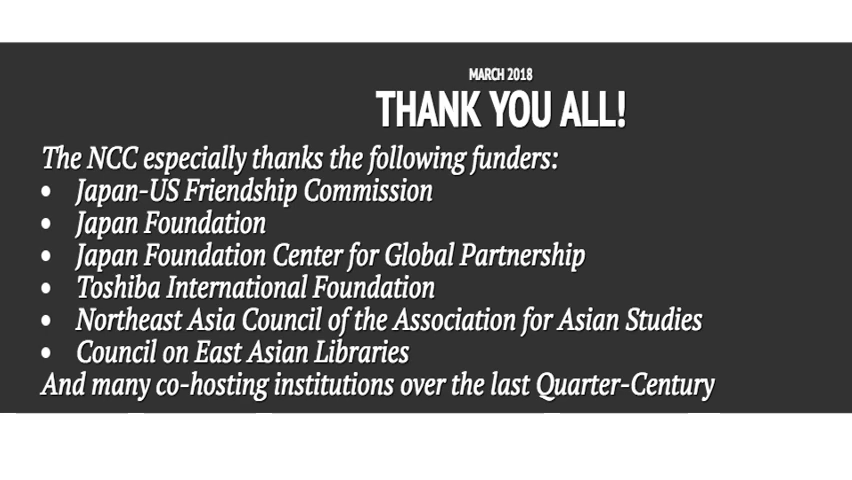 MARCH 2018
THANK YOU ALL!
The NCC especially thanks the following funders:
• Japan-US Friendship Commission
• Japan Foundation
• Japan Foundation Center for Global Partnership
• Toshiba International Foundation
• Northeast Asia Council of the Association for Asian Studies
• Council on East Asian Libraries
And many co-hosting institutions over the last Quarter-Century